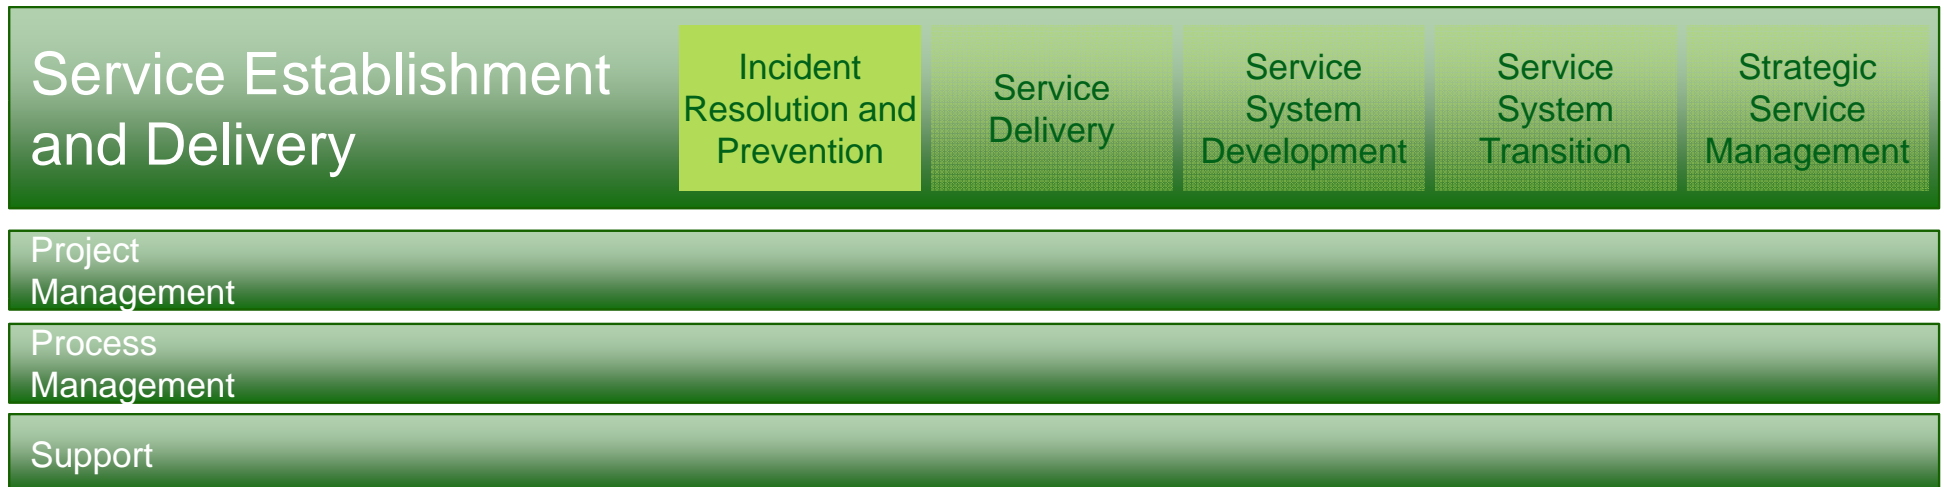 Service Establishment
and Delivery
Incident
Resolution and
Prevention
Service
Delivery
Service
System
Development
Service
System
Transition
Strategic
Service
Management
Project
Management
Process
Management
Support